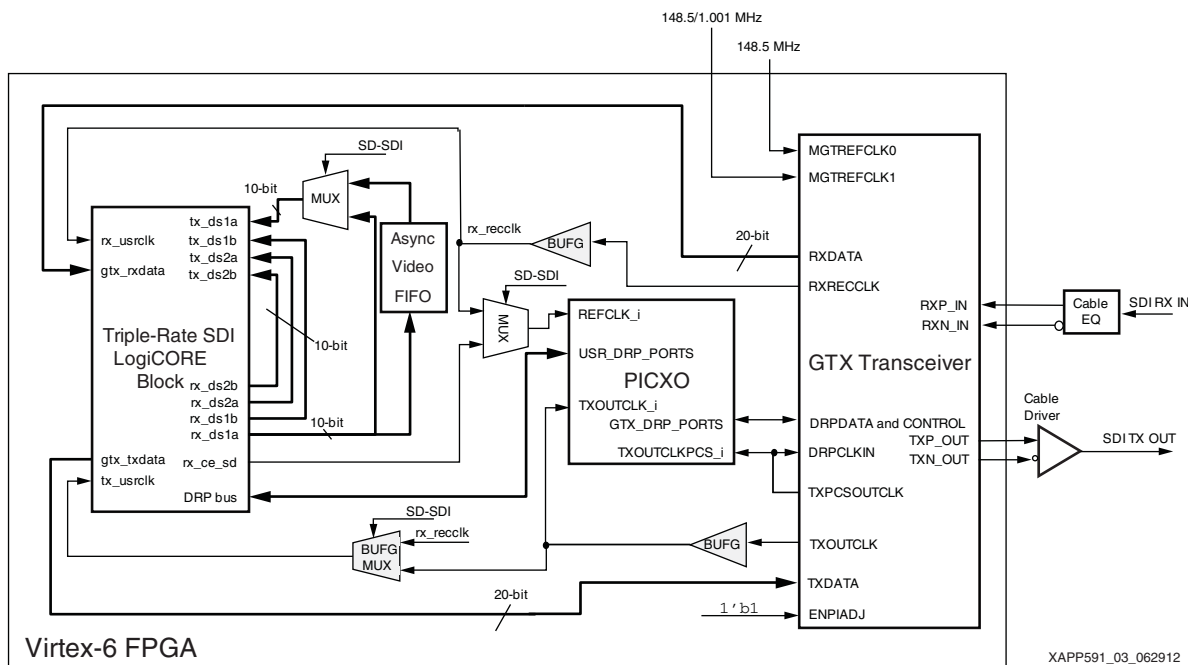 148.5/1.001 MHz
148.5 MHz
SD-SDI
MUX
10-bit
tx_ds1a
tx_ds1b
tx_ds2a
tx_ds2b
rx_usrclk
gtx_rxdata
Triple-Rate SDI
LogiCORE
Block
rx_ds2b
rx_ds2a
rx_ds1b
rx_ds1a
gtx_txdata
rx_ce_sd
tx_usrclk
DRP bus
10-bit
10-bit
Async
Video
FIFO
rx_recclk
BUFG
SD-SDI
MUX
REFCLK_i
USR_DRP_PORTS
PICXO
TXOUTCLK_i
GTX_DRP_PORTS
TXOUTCLKPCS_i
SD-SDI
rx_recclk
BUFG
MUX
BUFG
20-bit
20-bit
1'b1
MGTREFCLK0
MGTREFCLK1
RXDATA
RXRECCLK
RXP_IN
RXN_IN
GTX Transceiver
DRPDATA and CONTROL
TXP_OUT
DRPCLKIN
TXN_OUT
TXPCSOUTCLK
TXOUTCLK
TXDATA
ENPIADJ
Cable
EQ
SDI RX IN
Cable
Driver
SDI TX OUT
Virtex-6 FPGA
XAPP591_03_062912